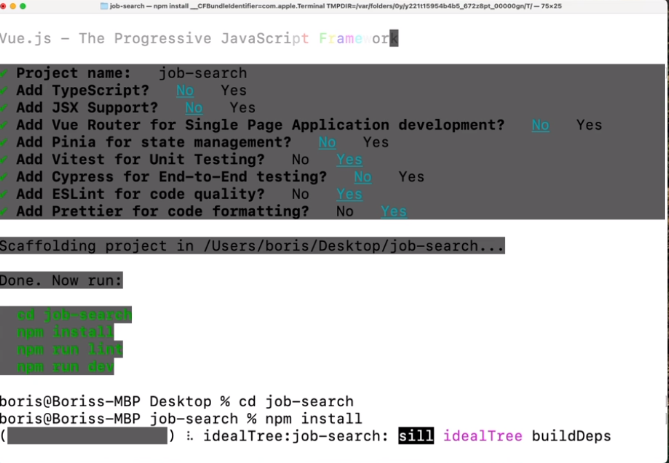 job-search — npm install __CFBundleIdentifier=com.apple.Terminal TMPDIR=/var/folders/0y/y221t15954b4b5_672z8pt_00000gn/T/ — 75x25
Vue.js - The Progressive JavaScript Framework
✔ Project name: job-search
✔ Add TypeScript? No Yes
✔ Add JSX Support? No Yes
✔ Add Vue Router for Single Page Application development? No Yes
✔ Add Pinia for state management? No Yes
✔ Add Vitest for Unit Testing? No Yes
✔ Add Cypress for End-to-End testing? No Yes
✔ Add ESLint for code quality? No Yes
✔ Add Prettier for code formatting? No Yes
Scaffolding project in /Users/boris/Desktop/job-search...
Done. Now run:
cd job-search
npm install
npm run lint
npm run dev
boris@Boriss-MBP Desktop % cd job-search
boris@Boriss-MBP job-search % npm install
( ) ⠧ idealTree:job-search: sill idealTree buildDeps